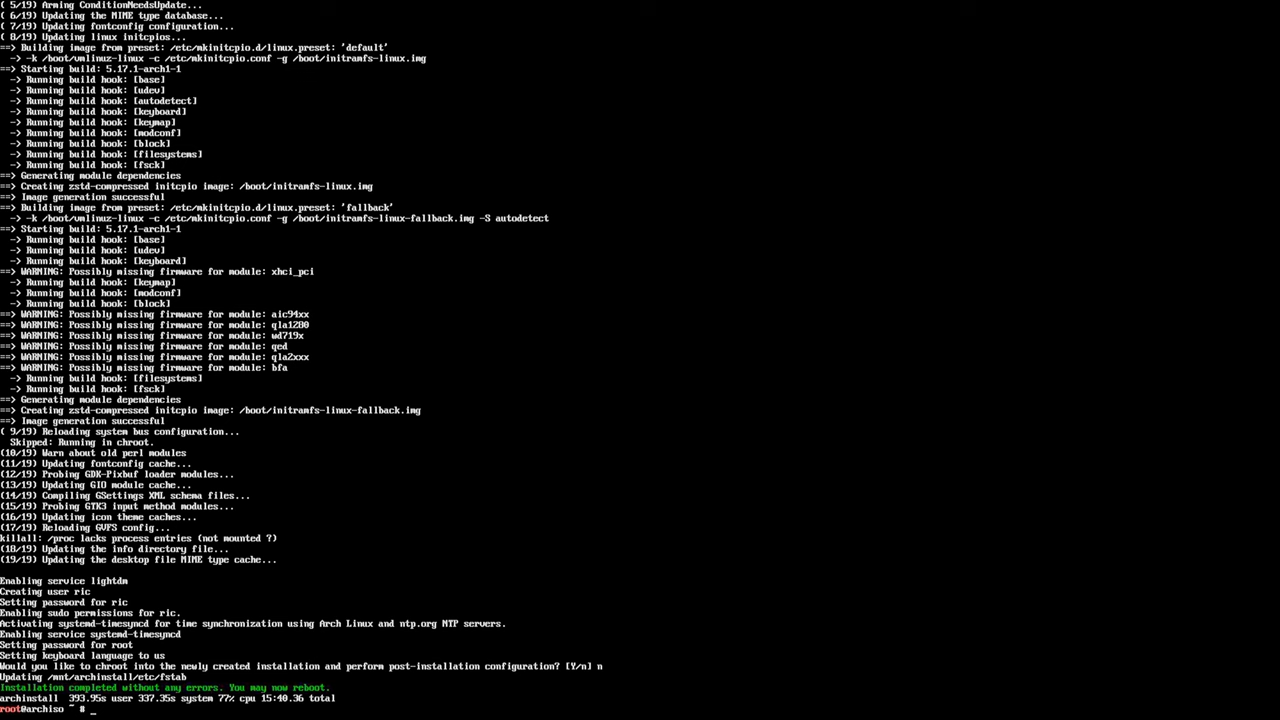 ( 5/19) Arming ConditionNeedsUpdate...
( 6/19) Updating the MIME type database...
( 7/19) Updating fontconfig configuration...
( 8/19) Updating linux initcpios...
==> Building image from preset: /etc/mkinitcpio.d/linux.preset: 'default'
  -> -k /boot/vmlinuz-linux -c /etc/mkinitcpio.conf -g /boot/initramfs-linux.img
==> Starting build: 5.17.1-arch1-1
  -> Running build hook: [base]
  -> Running build hook: [udev]
  -> Running build hook: [autodetect]
  -> Running build hook: [keyboard]
  -> Running build hook: [keymap]
  -> Running build hook: [modconf]
  -> Running build hook: [block]
  -> Running build hook: [filesystems]
  -> Running build hook: [fsck]
==> Generating module dependencies
==> Creating zstd-compressed initcpio image: /boot/initramfs-linux.img
==> Image generation successful
==> Building image from preset: /etc/mkinitcpio.d/linux.preset: 'fallback'
  -> -k /boot/vmlinuz-linux -c /etc/mkinitcpio.conf -g /boot/initramfs-linux-fallback.img -S autodetect
==> Starting build: 5.17.1-arch1-1
  -> Running build hook: [base]
  -> Running build hook: [udev]
  -> Running build hook: [keyboard]
==> WARNING: Possibly missing firmware for module: xhci_pci
  -> Running build hook: [keymap]
  -> Running build hook: [modconf]
  -> Running build hook: [block]
==> WARNING: Possibly missing firmware for module: aic94xx
==> WARNING: Possibly missing firmware for module: qla1280
==> WARNING: Possibly missing firmware for module: wd719x
==> WARNING: Possibly missing firmware for module: qed
==> WARNING: Possibly missing firmware for module: qla2xxx
==> WARNING: Possibly missing firmware for module: bfa
  -> Running build hook: [filesystems]
  -> Running build hook: [fsck]
==> Generating module dependencies
==> Creating zstd-compressed initcpio image: /boot/initramfs-linux-fallback.img
==> Image generation successful
( 9/19) Reloading system bus configuration...
  Skipped: Running in chroot.
(10/19) Warn about old perl modules
(11/19) Updating fontconfig cache...
(12/19) Probing GDK-Pixbuf loader modules...
(13/19) Updating GIO module cache...
(14/19) Compiling GSettings XML schema files...
(15/19) Probing GTK3 input method modules...
(16/19) Updating icon theme caches...
(17/19) Reloading GVFS config...
killall: /proc lacks process entries (not mounted ?)
(18/19) Updating the info directory file...
(19/19) Updating the desktop file MIME type cache...
Enabling service lightdm
Creating user ric
Setting password for ric
Enabling sudo permissions for ric.
Activating systemd-timesyncd for time synchronization using Arch Linux and ntp.org NTP servers.
Enabling service systemd-timesyncd
Setting password for root
Setting keyboard language to us
Would you like to chroot into the newly created installation and perform post-installation configuration? [Y/n] n
Updating /mnt/archinstall/etc/fstab
Installation completed without any errors. You may now reboot.
archinstall  393.95s user 337.35s system 77% cpu 15:40.36 total
root@archiso ~ # _